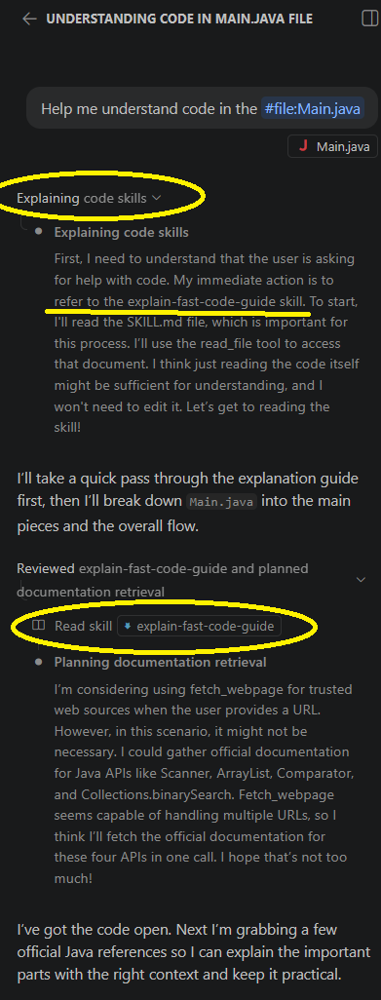 UNDERSTANDING CODE IN MAIN.JAVA FILE
Help me understand code in the #file:Main.java
J Main.java
Explaining code skills
Explaining code skills
First, I need to understand that the user is asking
for help with code. My immediate action is to
refer to the explain-fast-code-guide skill. To start,
I'll read the SKILL.md file, which is important for
this process. I'll use the read_file tool to access
that document. I think just reading the code itself
might be sufficient for understanding, and I
won't need to edit it. Let's get to reading the
skill!
I'll take a quick pass through the explanation guide
first, then I'll break down Main.java into the main
pieces and the overall flow.
Reviewed explain-fast-code-guide and planned
documentation retrieval
Read skill explain-fast-code-guide
Planning documentation retrieval
I'm considering using fetch_webpage for trusted
web sources when the user provides a URL.
However, in this scenario, it might not be
necessary. I could gather official documentation
for Java APIs like Scanner, ArrayList, Comparator,
and Collections.binarySearch. Fetch_webpage
seems capable of handling multiple URLs, so I
think I'll fetch the official documentation for
these four APIs in one call. I hope that's not too
much!
I've got the code open. Next I'm grabbing a few
official Java references so I can explain the important
parts with the right context and keep it practical.